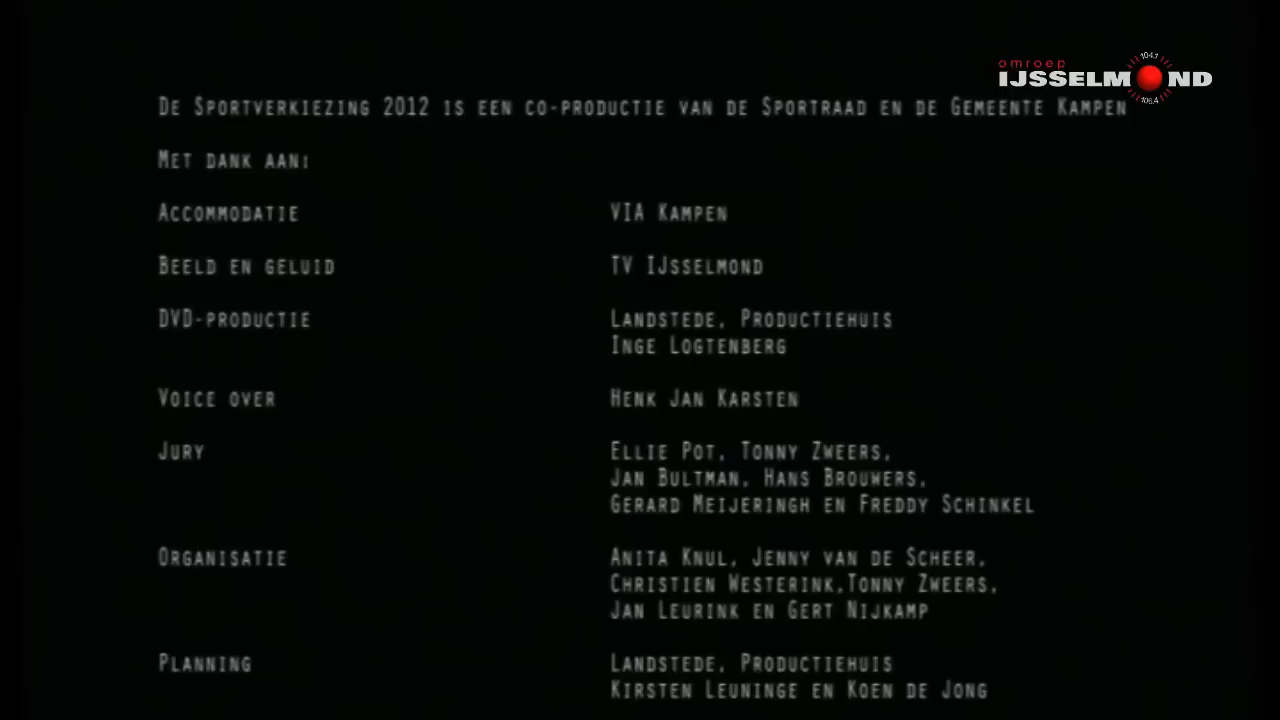 omroep
104.1
IJSSELMOND
106.4
De Sportverkiezing 2012 is een co-productie van de Sportraad en de Gemeente Kampen
Met dank aan:
Accommodatie VIA Kampen
Beeld en geluid TV IJsselmond
DVD-productie Landstede, Productiehuis
Inge Logtenberg
Voice over Henk Jan Karsten
Jury Ellie Pot, Tonny Zweers,
Jan Bultman, Hans Brouwers,
Gerard Meijeringh en Freddy Schinkel
Organisatie Anita Knul, Jenny van de Scheer,
Christien Westerink,Tonny Zweers,
Jan Leurink en Gert Nijkamp
Planning Landstede, Productiehuis
Kirsten Leuninge en Koen de Jong